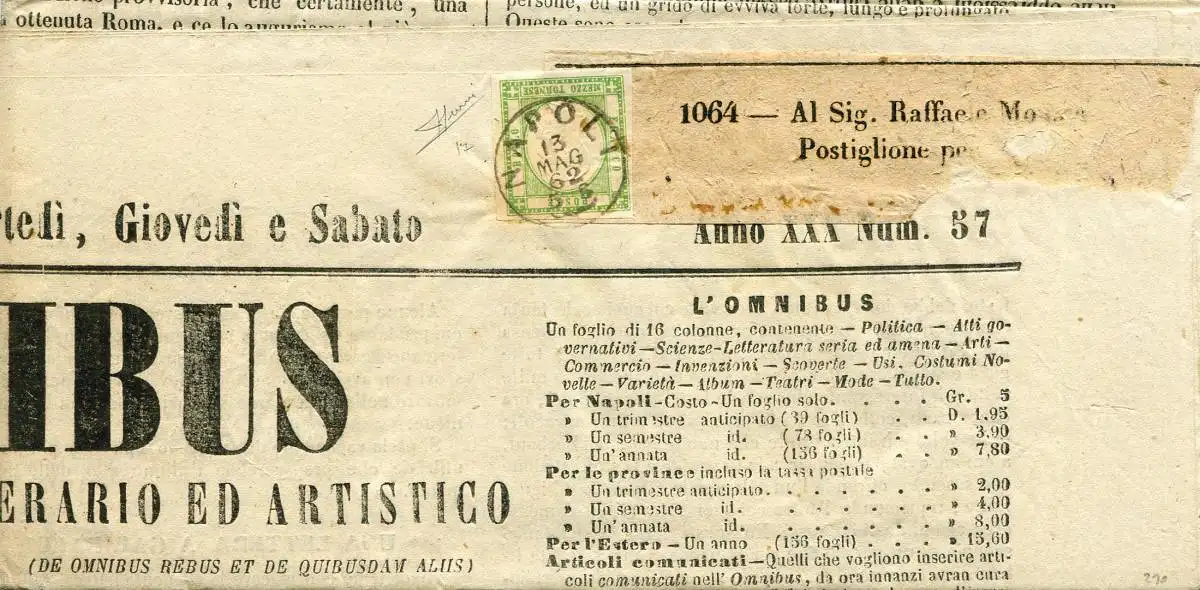 provvisoria, che certamente, una
a ottenuta Roma, e ce lo auguriamo
persone, ed un grido di evviva forte, lungo e prolungato
Queste sono
MEZZO TORNESE
NAPOLI
13
MAG
62
1064 — Al Sig. Raffaele
Postiglione
rtedì, Giovedì e Sabato
Anno XXX Num. 57
IBUS
ERARIO ED ARTISTICO
(DE OMNIBUS REBUS ET DE QUIBUSDAM ALIIS)
L'OMNIBUS
Un foglio di 16 colonne, contenente — Politica — Atti go-
vernativi — Scienze-Letteratura seria ed amena — Arti —
Commercio — Invenzioni — Scoverte — Usi, Costumi No-
velle — Varietà — Album — Teatri — Mode — Tutto.
Per Napoli - Costo - Un foglio solo. . . . . Gr. 5
» Un trimestre anticipato (39 fogli) . . D. 1.95
» Un semestre id. (78 fogli) . . » 3,90
» Un'annata id. (156 fogli) . . » 7,80
Per le province incluso la tassa postale
» Un trimestre anticipato. . . . . . . » 2,00
» Un semestre id. . . . . . . . » 4,00
» Un'annata id. . . . . . . . » 8,00
Per l'Estero — Un anno (156 fogli) . . » 15,60
Articoli comunicati — Quelli che vogliono inserire arti-
coli comunicati nell' Omnibus, da ora innanzi avran cura